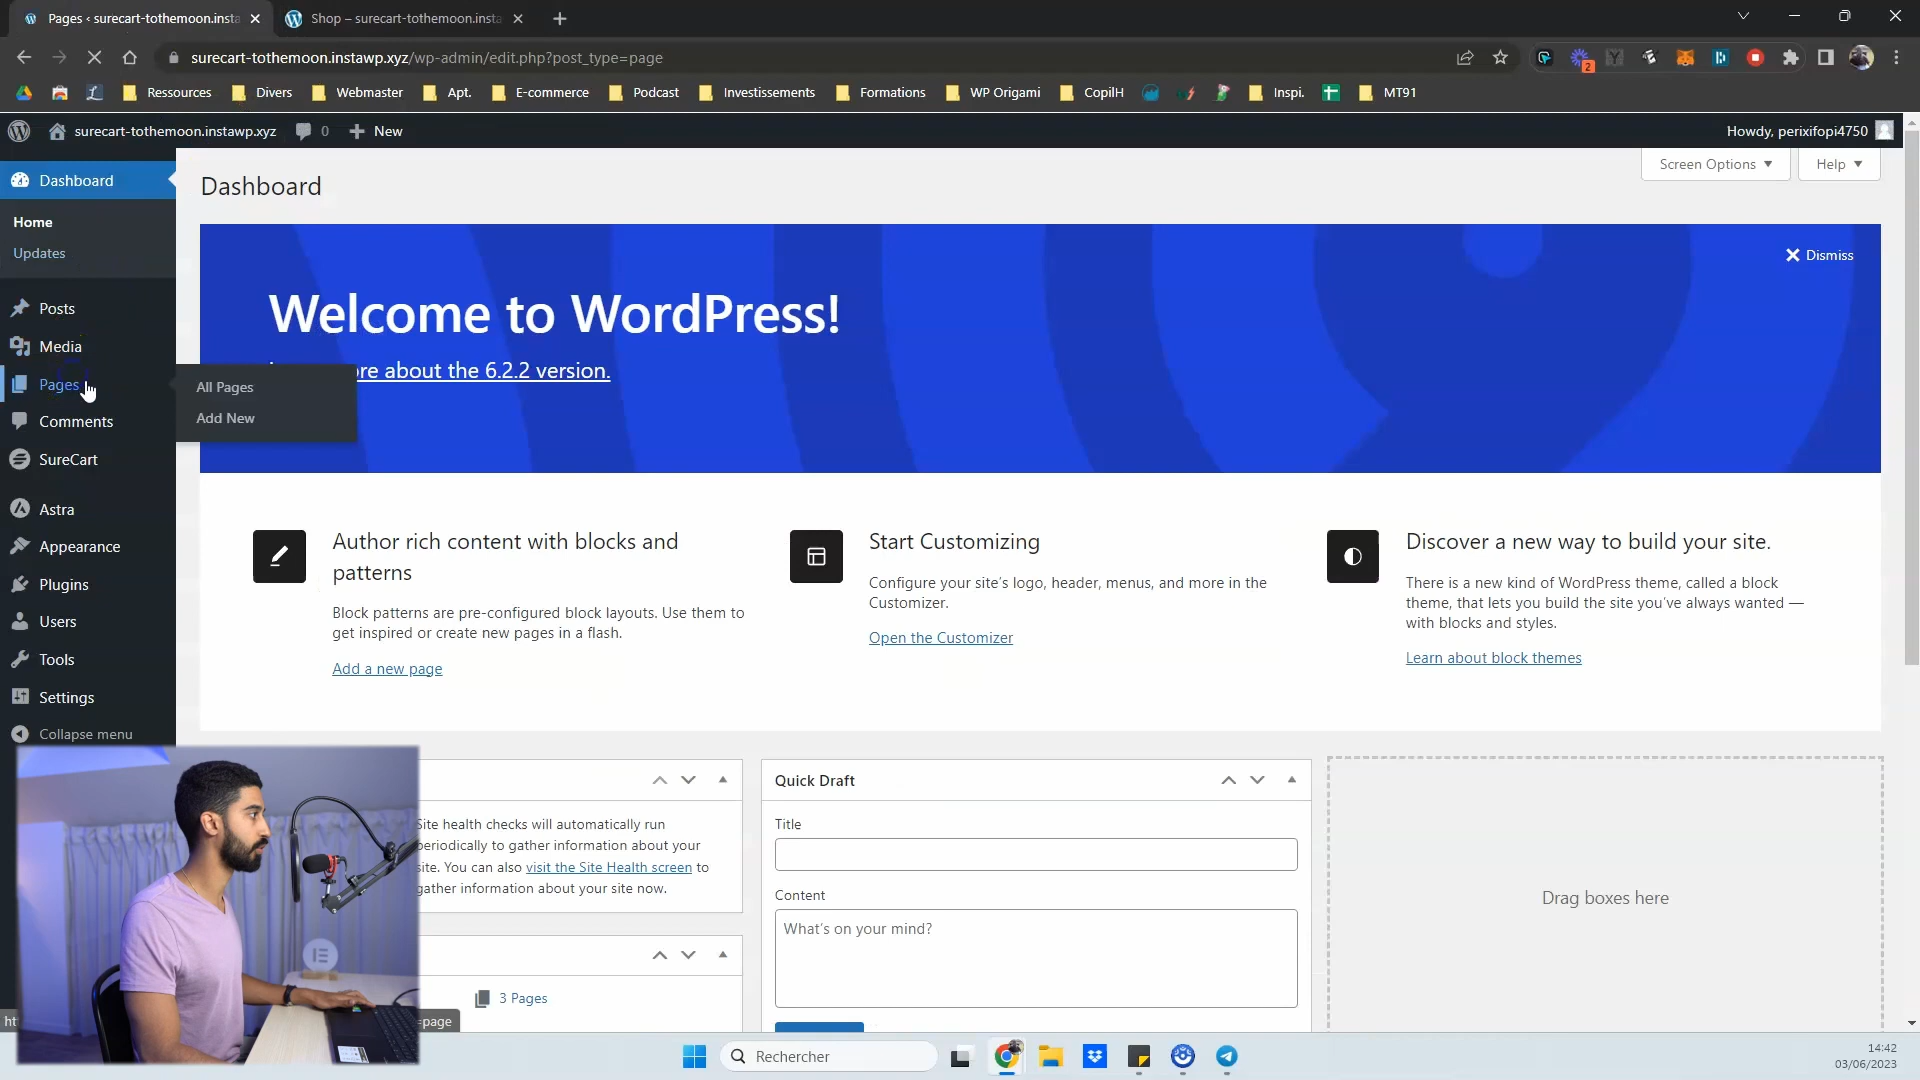 Pages ‹ surecart-tothemoon.insta
Shop – surecart-tothemoon.insta
surecart-tothemoon.instawp.xyz/wp-admin/edit.php?post_type=page
2
Ressources
Divers
Webmaster
Apt.
E-commerce
Podcast
Investissements
Formations
WP Origami
CopilH
Inspi.
MT91
surecart-tothemoon.instawp.xyz
0
New
Howdy, perixifopi4750
Dashboard
Home
Updates
Posts
Media
Pages
All Pages
Add New
Comments
SureCart
Astra
Appearance
Plugins
Users
Tools
Settings
Collapse menu
Dashboard
Screen Options
Help
Dismiss
Welcome to WordPress!
re about the 6.2.2 version.
Author rich content with blocks and
patterns
Block patterns are pre-configured block layouts. Use them to
get inspired or create new pages in a flash.
Add a new page
Start Customizing
Configure your site's logo, header, menus, and more in the
Customizer.
Open the Customizer
Discover a new way to build your site.
There is a new kind of WordPress theme, called a block
theme, that lets you build the site you've always wanted —
with blocks and styles.
Learn about block themes
Site health checks will automatically run
periodically to gather information about your
site. You can also visit the Site Health screen to
gather information about your site now.
3 Pages
=page
Quick Draft
Title
Content
What's on your mind?
Drag boxes here
Rechercher
14:42
03/06/2023